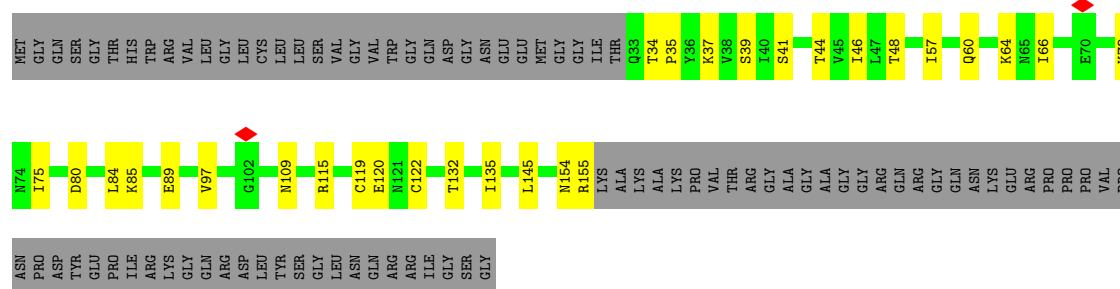 MET GLY GLN SER GLY THR HIS TRP ARG VAL LEU GLY LEU CYS LEU LEU SER VAL GLY VAL TRP GLY GLN ASP GLY ASN GLU GLU MET GLY GLY ILE THR Q33 T34 P35 Y36 K37 V38 S39 I40 S41 T44 V45 I46 L47 T48 I57 Q60 K64 N65 I66 E70
N74 I75 D80 L84 K85 E89 V97 G102 N109 R115 C119 E120 N121 C122 T132 I135 L145 N154 R155 LYS ALA LYS ALA LYS PRO VAL THR ARG GLY ALA GLY ALA GLY GLY ARG GLN ARG GLY GLN ASN LYS GLU ARG PRO PRO PRO VAL
ASN PRO ASP TYR GLU PRO ILE ARG LYS GLY GLN ARG ASP LEU TYR SER GLY LEU ASN GLN ARG ARG ILE GLY SER GLY